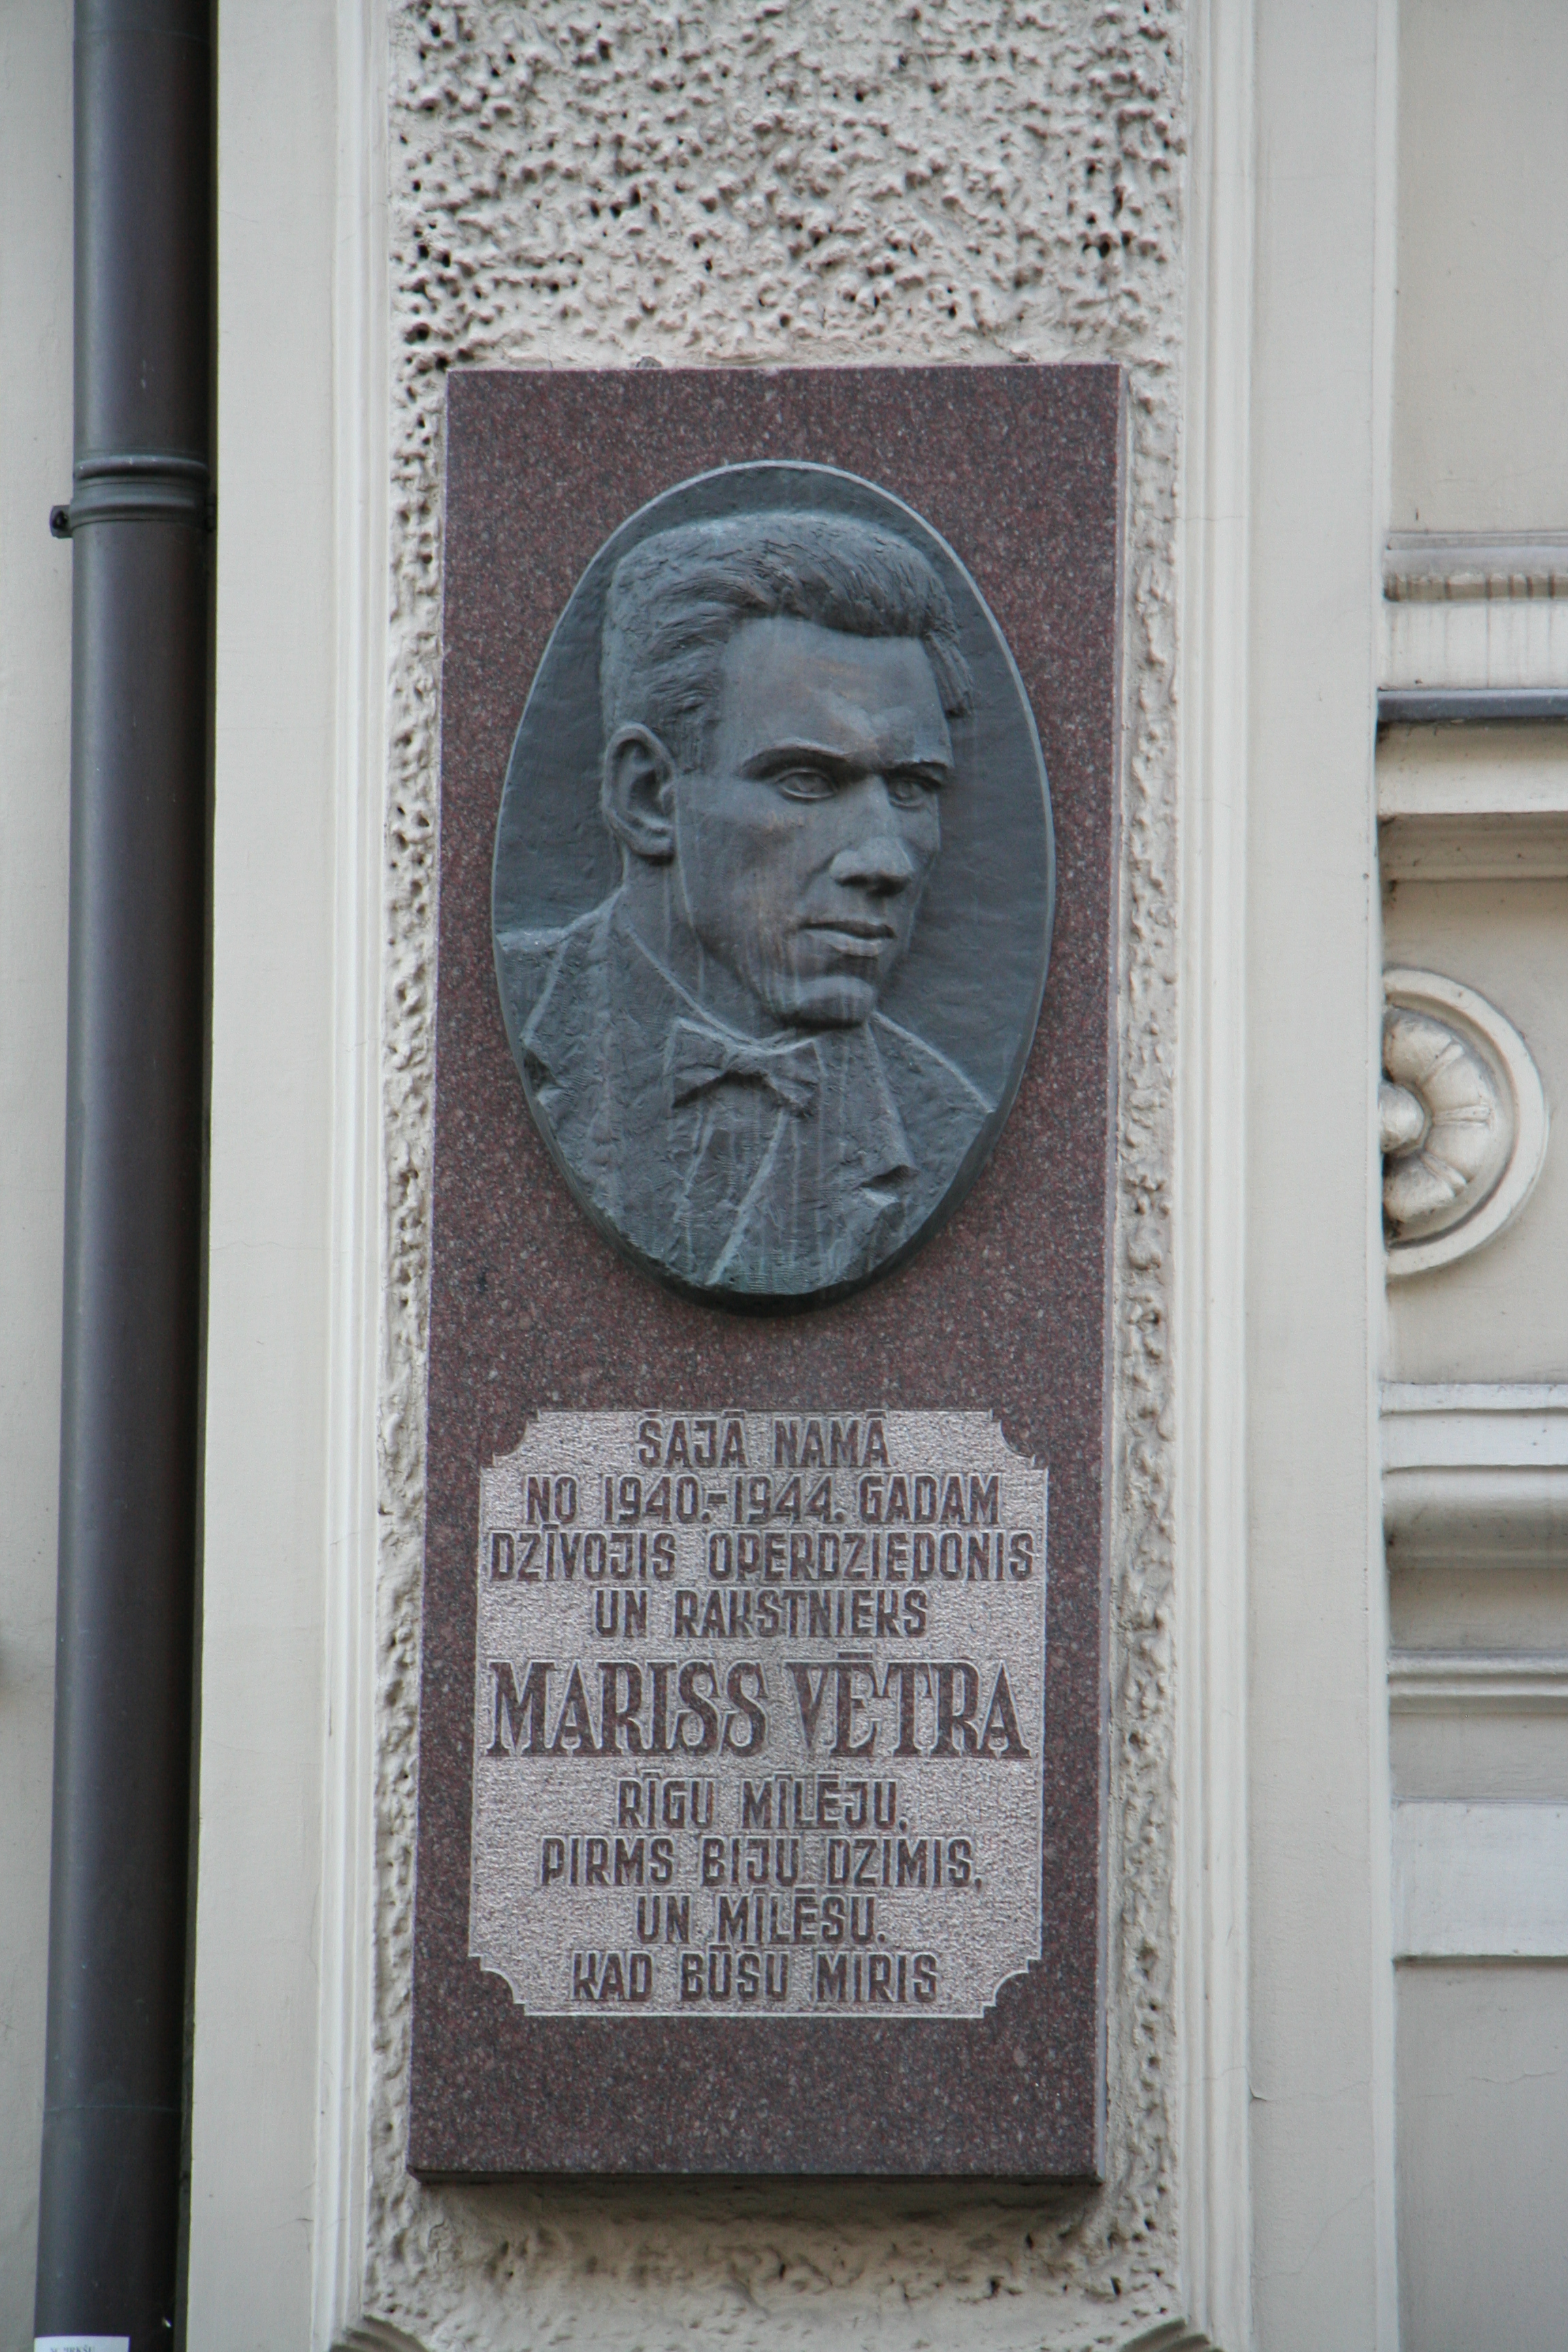 ŠAJĀ NAMĀ
NO 1940.-1944. GADAM
DZĪVOJIS OPERDZIEDONIS
UN RAKSTNIEKS
MARISS VĒTRA
RĪGU MĪLĒJU,
PIRMS BIJU DZIMIS,
UN MĪLĒŠU,
KAD BŪŠU MIRIS